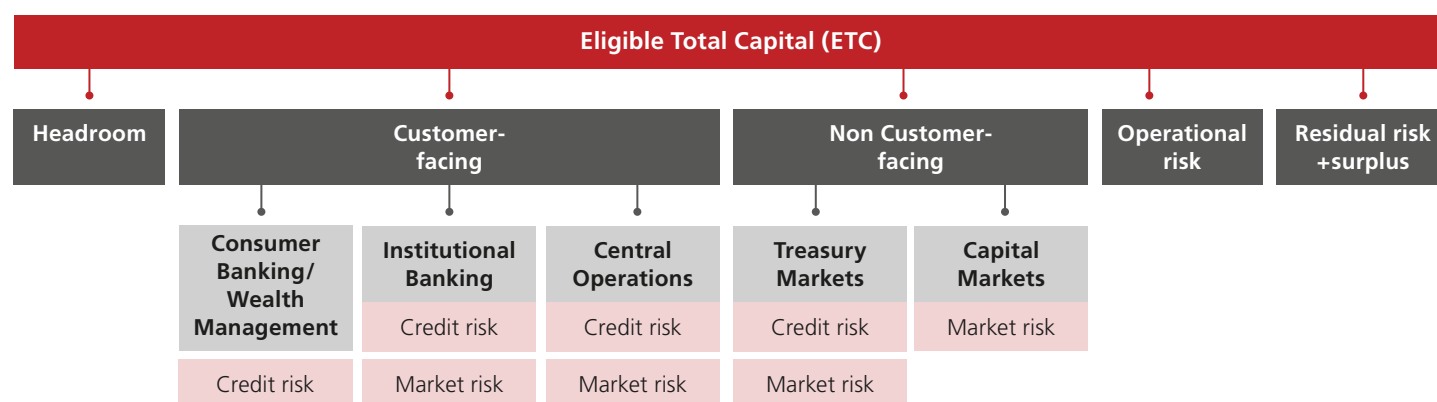 Eligible Total Capital (ETC)
Headroom
Customer-
facing
Non Customer-
facing
Operational
risk
Residual risk
+surplus
Consumer
Banking/
Wealth
Management
Credit risk
Institutional
Banking
Credit risk
Market risk
Central
Operations
Credit risk
Market risk
Treasury
Markets
Credit risk
Market risk
Capital
Markets
Market risk